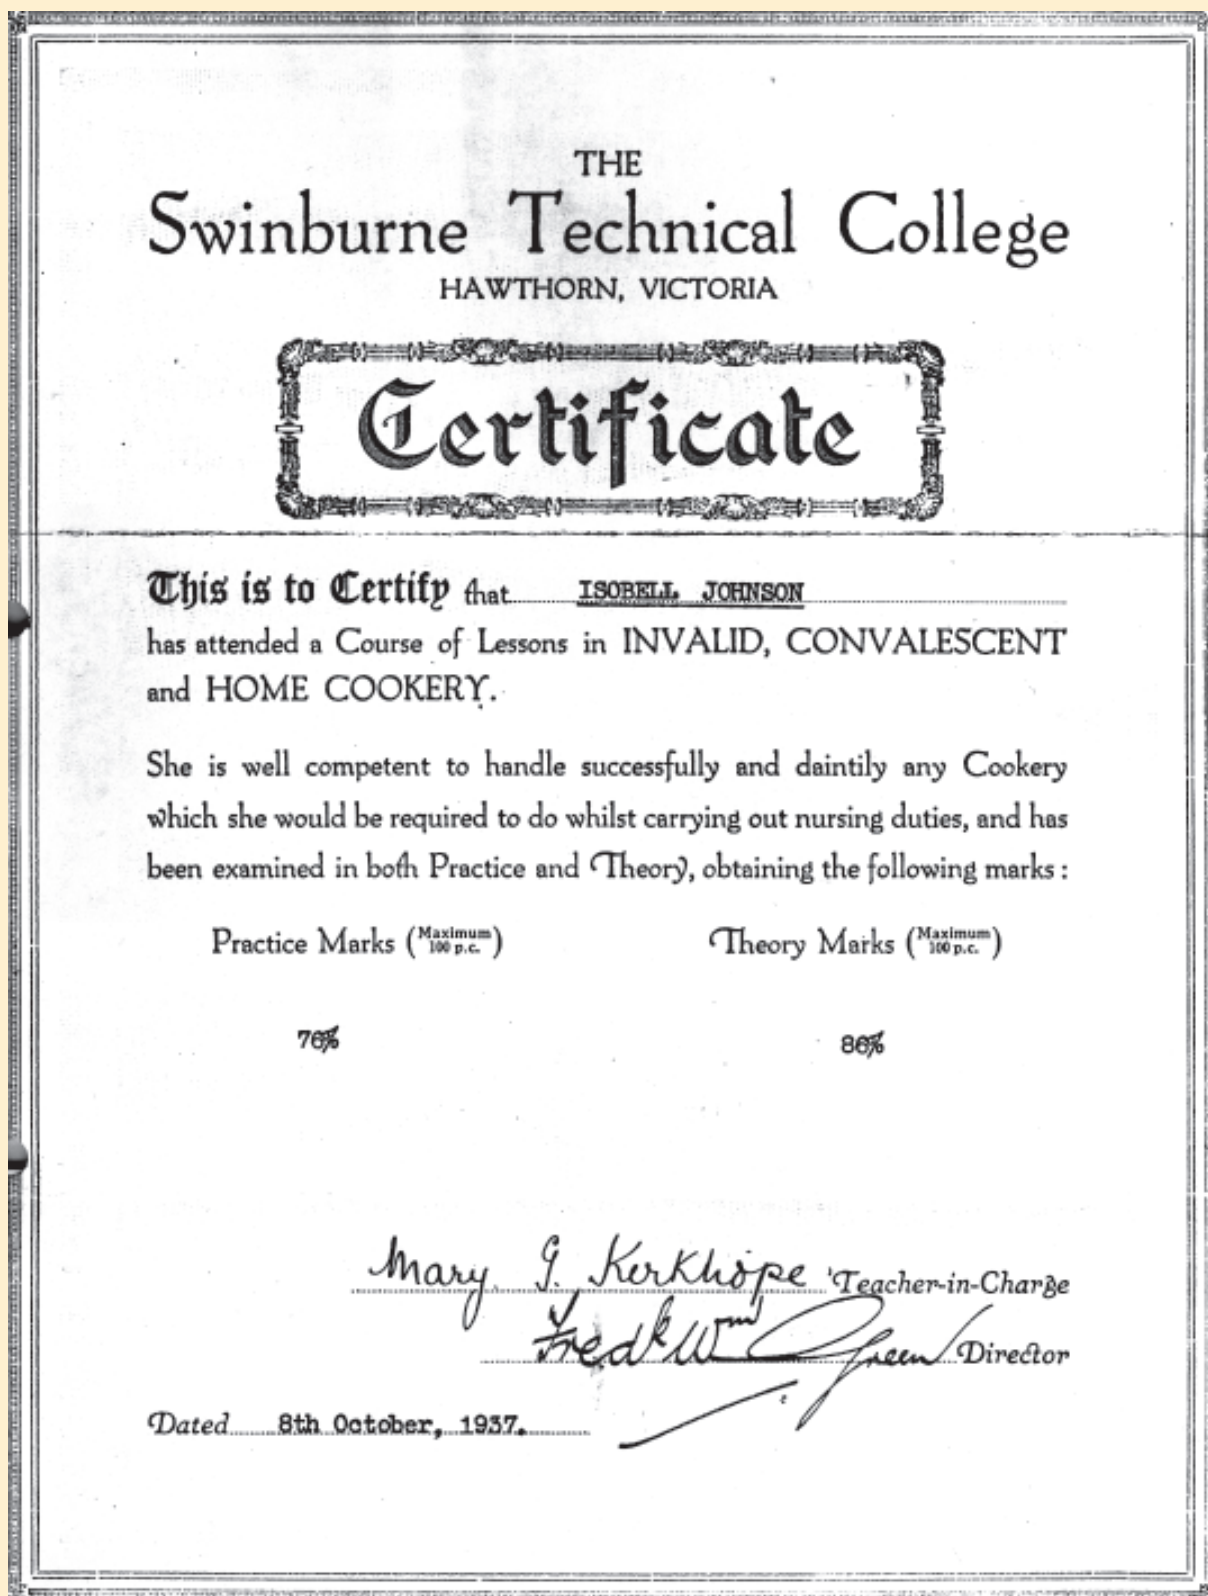 THE
Swinburne Technical College
HAWTHORN, VICTORIA
Certificate
This is to Certify that ISOBELL JOHNSON
has attended a Course of Lessons in INVALID, CONVALESCENT
and HOME COOKERY.
She is well competent to handle successfully and daintily any Cookery
which she would be required to do whilst carrying out nursing duties, and has
been examined in both Practice and Theory, obtaining the following marks :
Practice Marks (Maximum 100 p.c.) Theory Marks (Maximum 100 p.c.)
76% 86%
Mary G. Kerkhope Teacher-in-Charge
Fredk Wm Green Director
Dated 8th October, 1937.